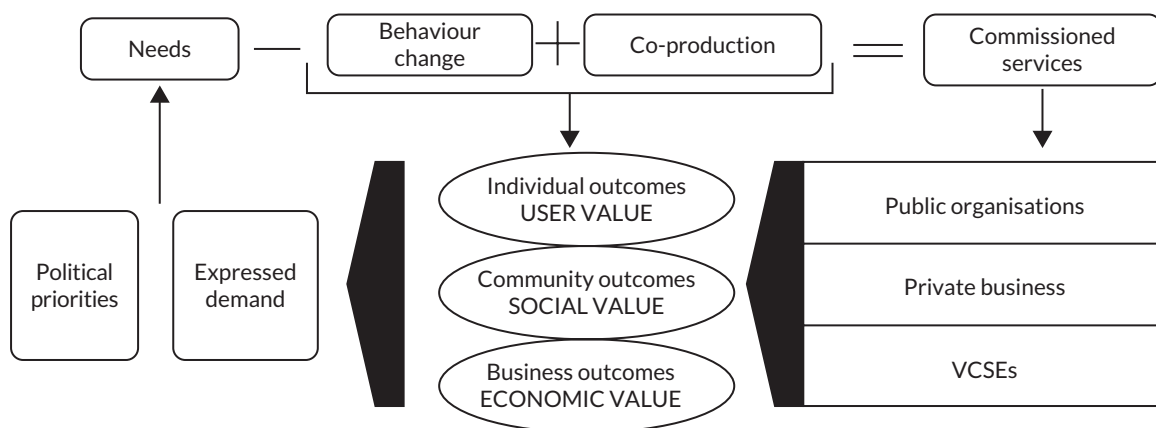 Needs
Behaviour
change
Co-production
Commissioned
services
Political
priorities
Expressed
demand
Individual outcomes
USER VALUE
Community outcomes
SOCIAL VALUE
Business outcomes
ECONOMIC VALUE
Public organisations
Private business
VCSEs